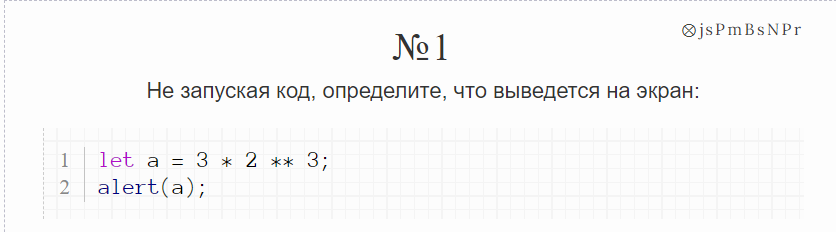 ⊗jsPmBsNPr
№1
Не запуская код, определите, что выведется на экран:
1 let a = 3 * 2 ** 3;
2 alert(a);